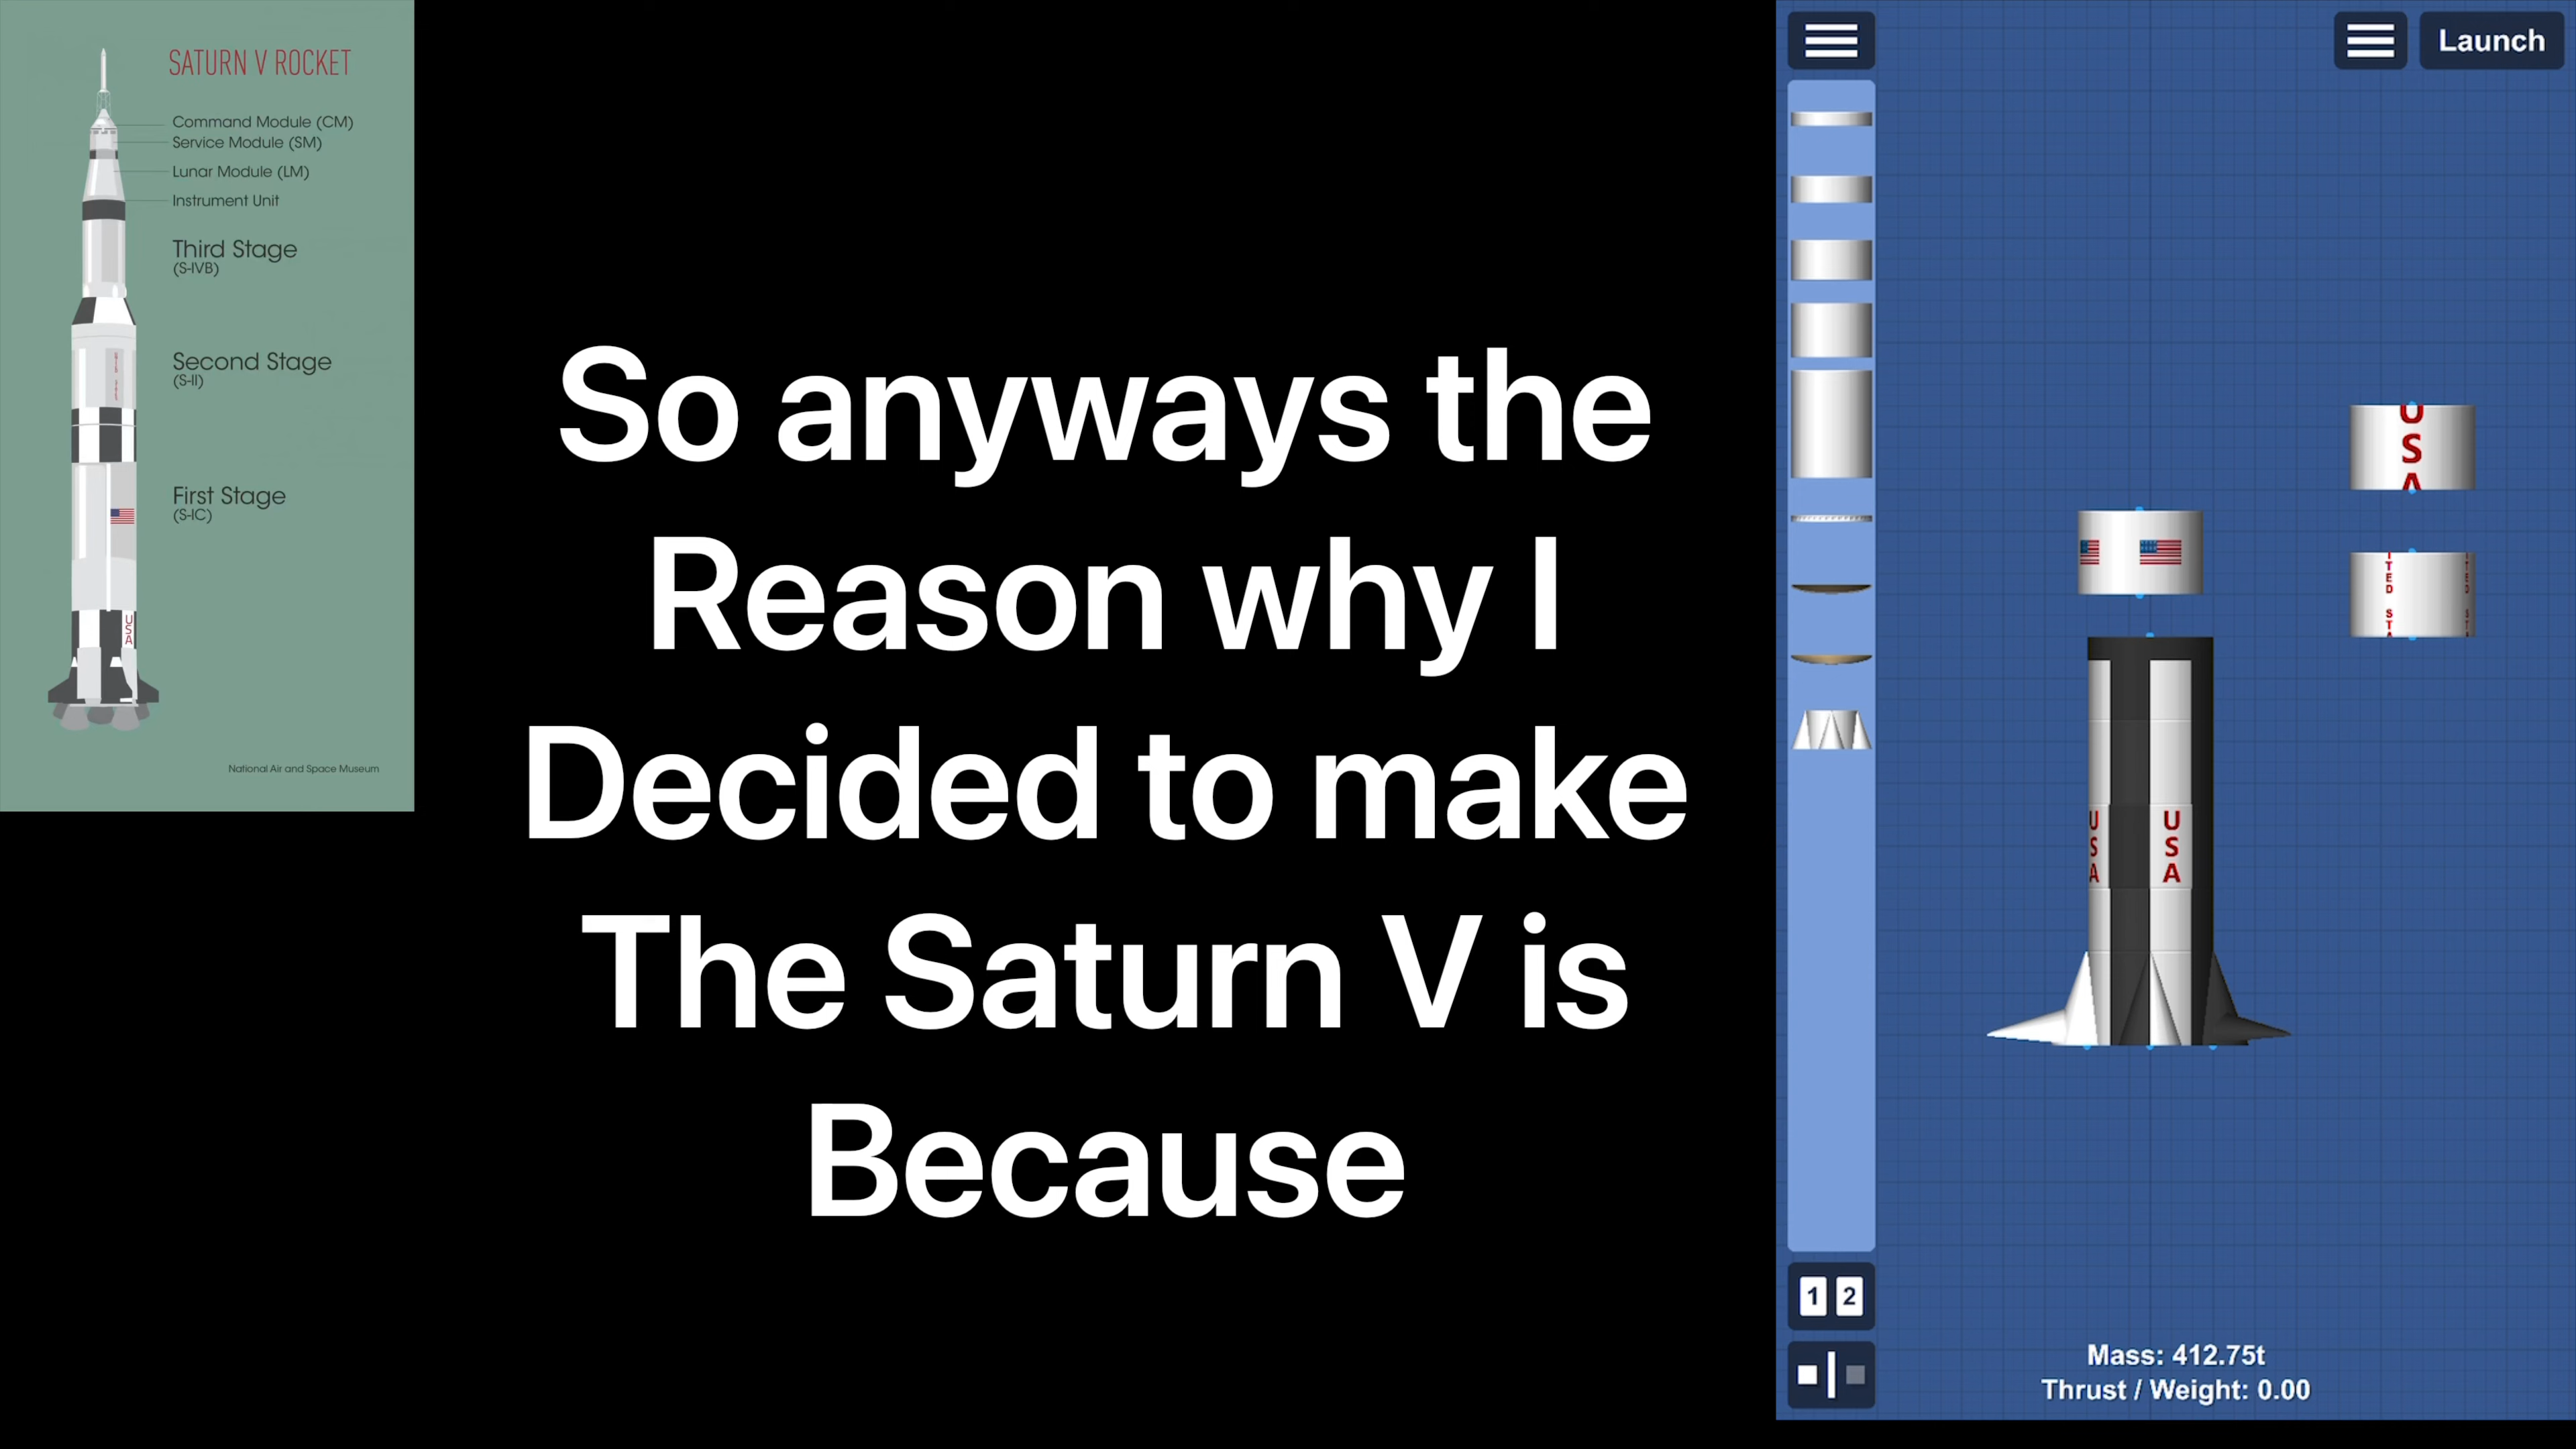 SATURN V ROCKET
Command Module (CM)
Service Module (SM)
Lunar Module (LM)
Instrument Unit
Third Stage
(S-IVB)
Second Stage
(S-II)
First Stage
(S-IC)
USA
National Air and Space Museum
So anyways the
Reason why I
Decided to make
The Saturn V is
Because
Launch
USA
TED STA
USA
USA
1 2
Mass: 412.75t
Thrust / Weight: 0.00